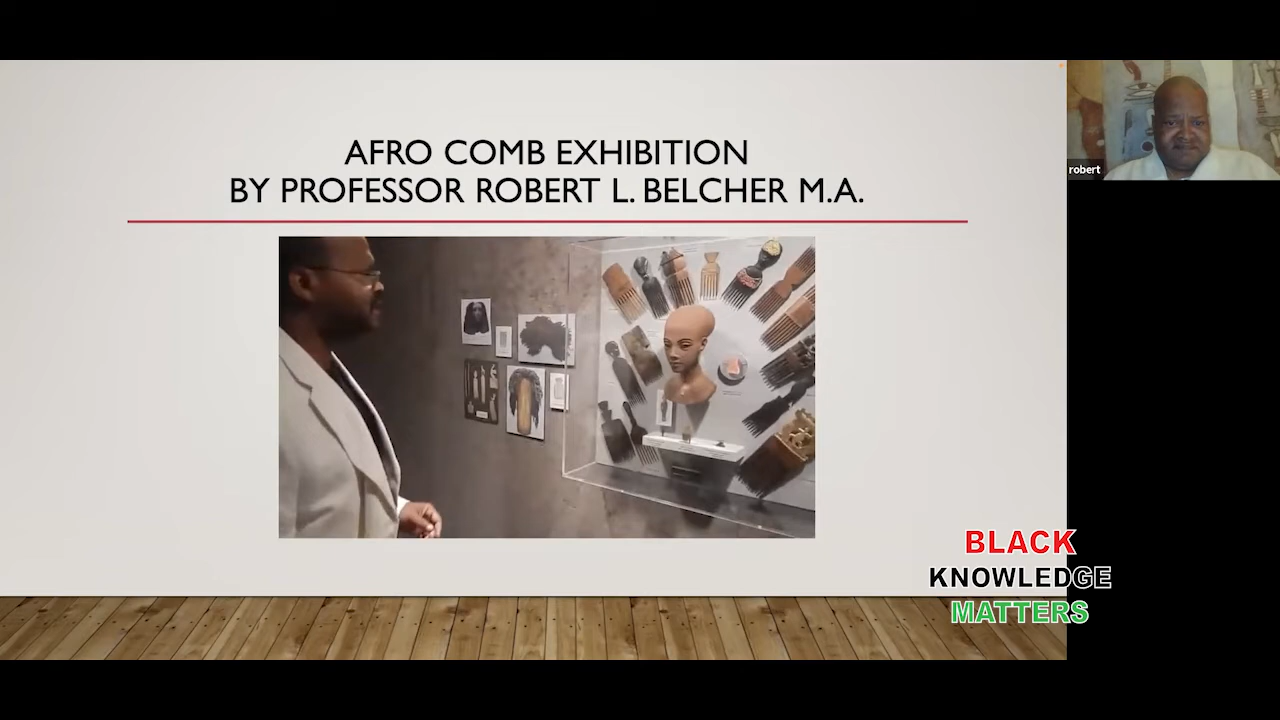 AFRO COMB EXHIBITION
BY PROFESSOR ROBERT L. BELCHER M.A.
robert
BLACK
KNOWLEDGE
MATTERS